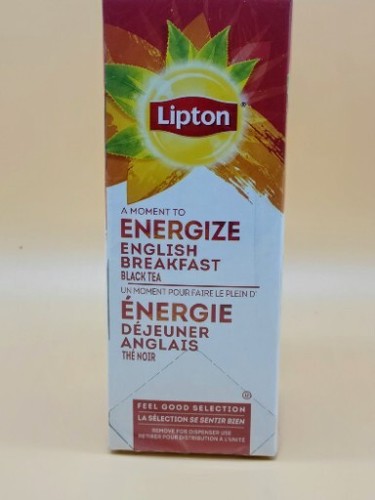 Lipton
A MOMENT TO
ENERGIZE
ENGLISH
BREAKFAST
BLACK TEA
UN MOMENT POUR FAIRE LE PLEIN D'
ÉNERGIE
DÉJEUNER
ANGLAIS
THÉ NOIR
FEEL GOOD SELECTION
LA SÉLECTION SE SENTIR BIEN
REMOVE FOR DISPENSER USE
RETIRER POUR DISTRIBUTION À L'UNITÉ